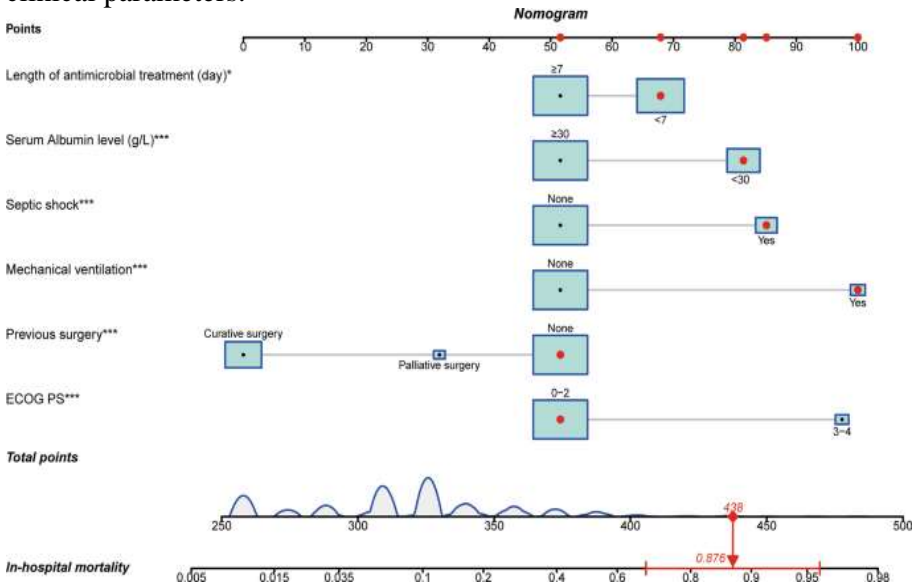 clinical parameters.
Nomogram
Points
0 10 20 30 40 50 60 70 80 90 100
Length of antimicrobial treatment (day)*
≥7
<7
Serum Albumin level (g/L)***
≥30
<30
Septic shock***
None
Yes
Mechanical ventilation***
None
Yes
Previous surgery***
Curative surgery
None
Palliative surgery
ECOG PS***
0-2
3-4
Total points
438
250 300 350 400 450 500
0.876
In-hospital mortality
0.005 0.015 0.035 0.1 0.2 0.4 0.6 0.8 0.9 0.95 0.98